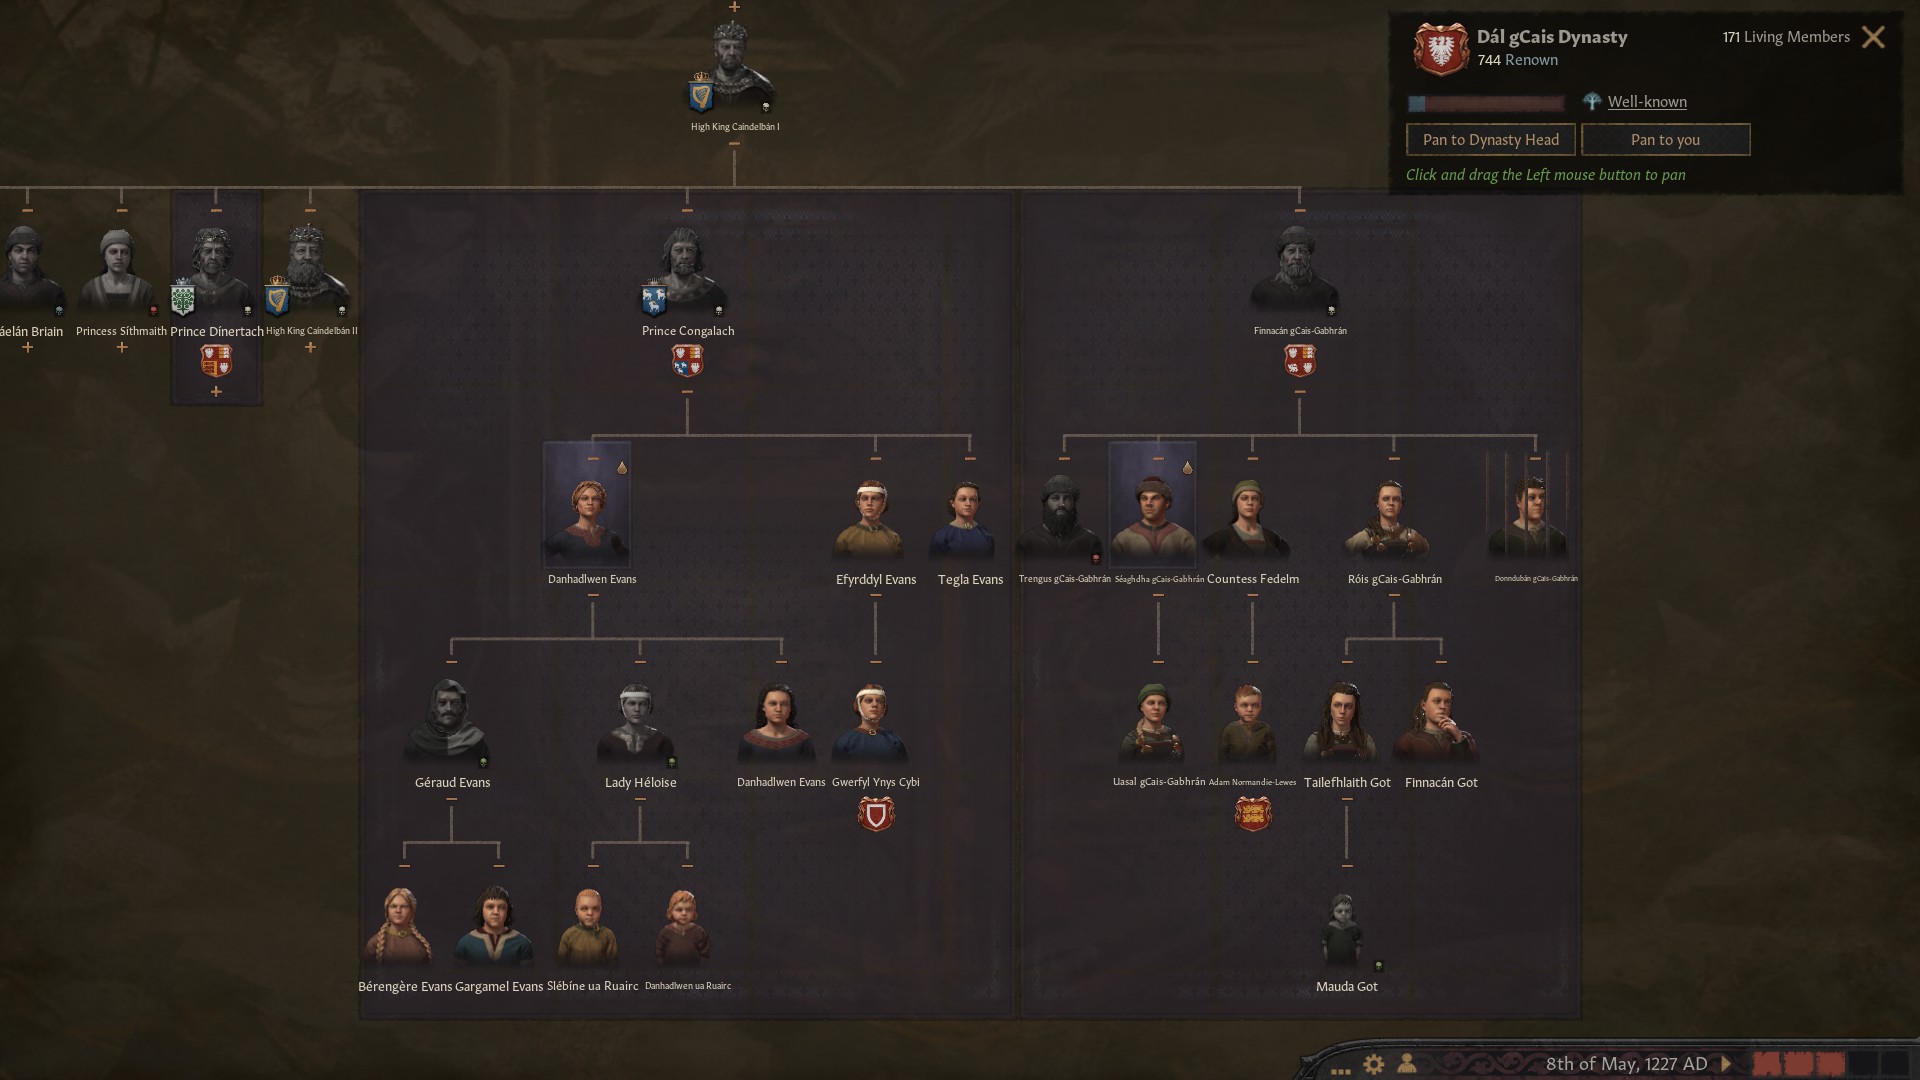 Dál gCais Dynasty
171 Living Members
744 Renown
Well-known
Pan to Dynasty Head
Pan to you
Click and drag the Left mouse button to pan
High King Caíndelbán I
áelán Briain
Princess Síthmaith
Prince Dínertach
High King Caíndelbán II
Prince Congalach
Finnacán gCais-Gabhrán
Danhadlwen Evans
Efyrddyl Evans
Tegla Evans
Trengus gCais-Gabhrán
Séaghdha gCais-Gabhrán
Countess Fedelm
Róis gCais-Gabhrán
Donndubán gCais-Gabhrán
Géraud Evans
Lady Héloise
Danhadlwen Evans
Gwerfyl Ynys Cybi
Uasal gCais-Gabhrán
Adam Normandie-Lewes
Tailefhlaith Got
Finnacán Got
Bérengère Evans
Gargamel Evans
Slébíne ua Ruairc
Danhadlwen ua Ruairc
Mauda Got
8th of May, 1227 AD